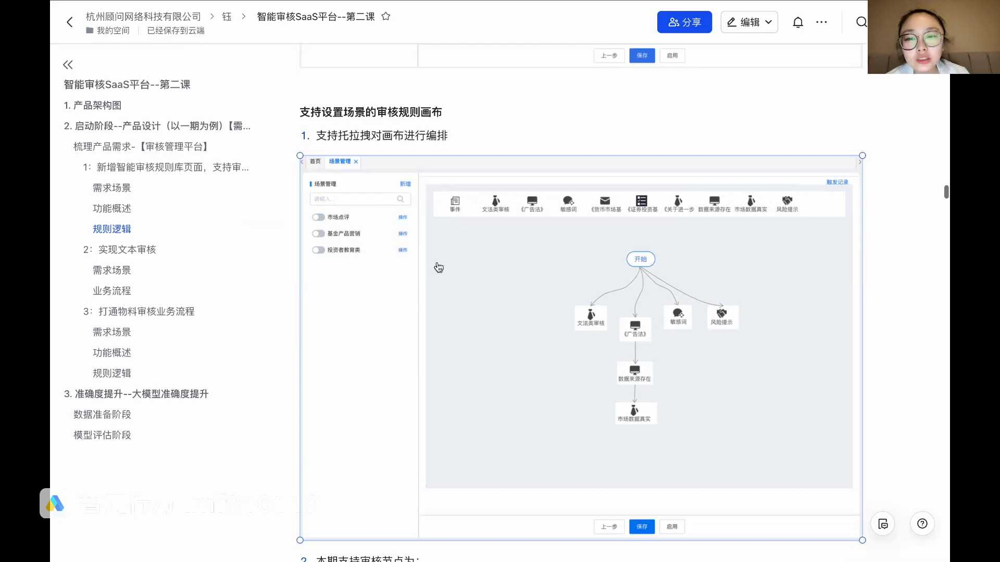 杭州顾问网络科技有限公司 > 钰 > 智能审核SaaS平台--第二课
我的空间 已经保存到云端
分享
编辑
智能审核SaaS平台--第二课
1. 产品架构图
2. 启动阶段--产品设计（以一期为例）【需...
梳理产品需求-【审核管理平台】
1：新增智能审核规则库页面，支持审...
需求场景
功能概述
规则逻辑
2：实现文本审核
需求场景
业务流程
3：打通物料审核业务流程
需求场景
功能概述
规则逻辑
3. 准确度提升--大模型准确度提升
数据准备阶段
模型评估阶段
上一步 保存 启用
支持设置场景的审核规则画布
1. 支持托拉拽对画布进行编排
首页 场景管理 ×
场景管理 新增
请输入...
市场点评 操作
基金产品营销 操作
投资者教育类 操作
触发记录
事件 文法类审核 《广告法》 敏感词 《货币市场基 《证券投资基 《关于进一步 数据来源存在 市场数据真实 风险提示
开始
文法类审核
《广告法》
敏感词
风险提示
数据来源存在
市场数据真实
上一步 保存 启用
2. 本期支持审核节点为：